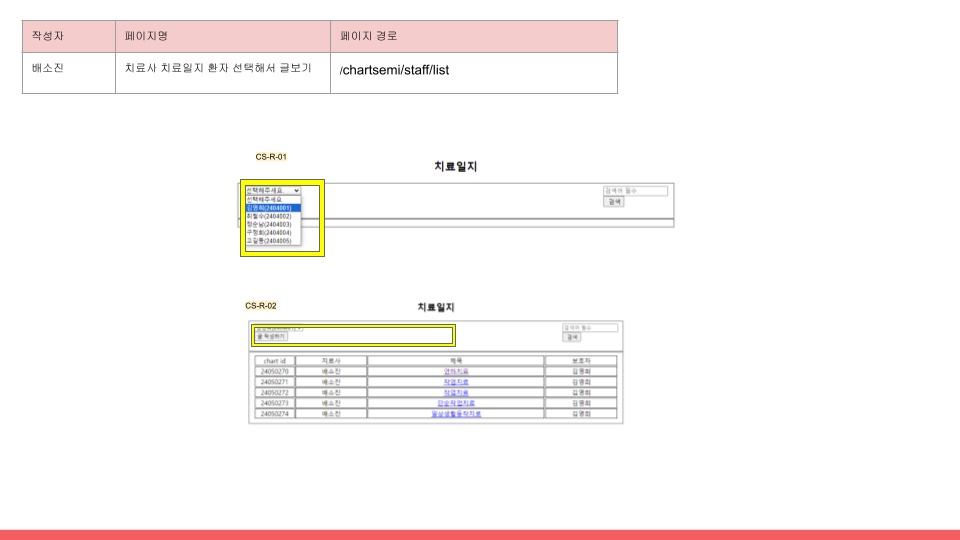 작성자 페이지명 페이지 경로
배소진 치료사 치료일지 환자 선택해서 글보기 /chartsemi/staff/list
CS-R-01
치료일지
선택해주세요. 검색어 필수
선택해주세요. 검색
김영희(2404001)
최철수(2404002)
정순남(2404003)
구정회(2404004)
고길동(2404005)
CS-R-02
치료일지
검색어 필수
글 작성하기 검색
chart id 치료사 제목 보호자
24050270 배소진 연하치료 김영희
24050271 배소진 작업치료 김영희
24050272 배소진 작업치료 김영희
24050273 배소진 단순작업치료 김영희
24050274 배소진 일상생활동작치료 김영희